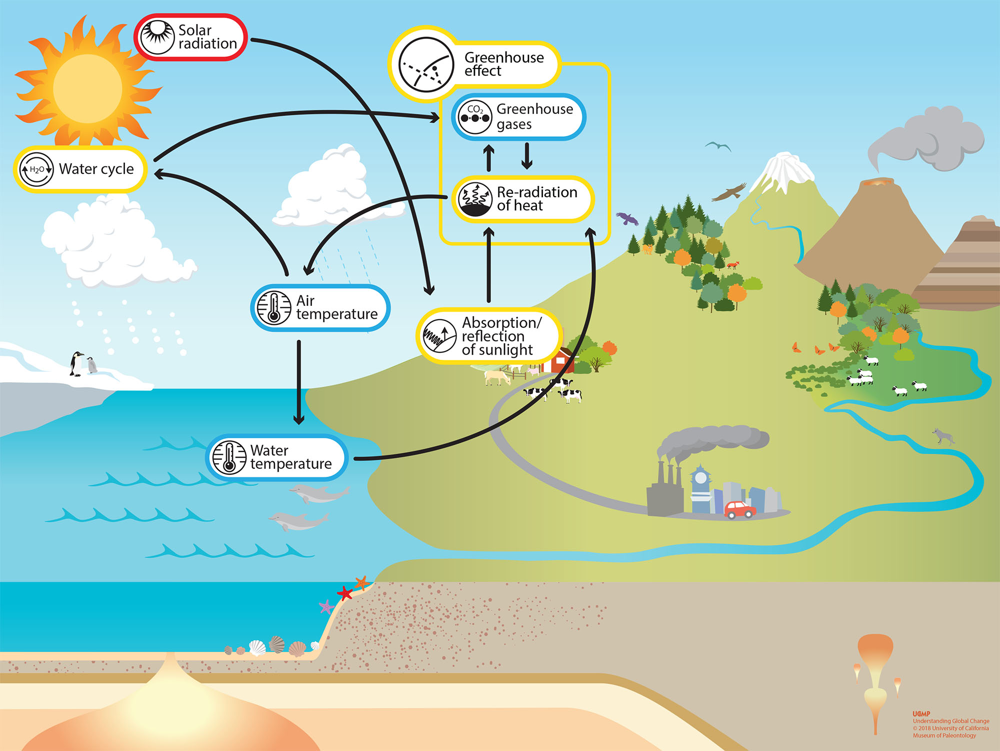 Solar
radiation
Greenhouse
effect
CO₂
Greenhouse
gases
H₂O
Water cycle
Re-radiation
of heat
Air
temperature
Absorption/
reflection
of sunlight
Water
temperature
UCMP
Understanding Global Change
© 2018 University of California
Museum of Paleontology